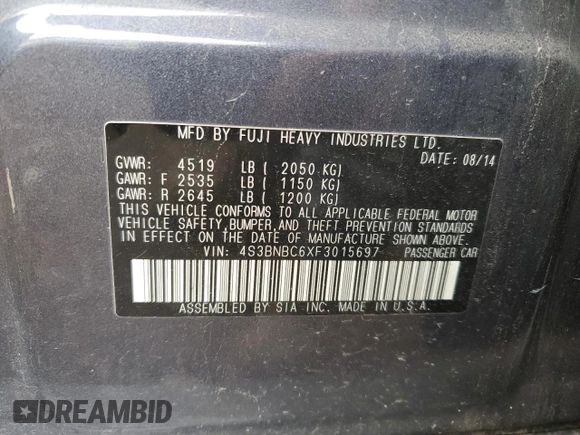 MFD BY FUJI HEAVY INDUSTRIES LTD.
DATE: 08/14
GVWR: 4519 LB ( 2050 KG)
GAWR: F 2535 LB ( 1150 KG)
GAWR: R 2645 LB ( 1200 KG)
THIS VEHICLE CONFORMS TO ALL APPLICABLE FEDERAL MOTOR
VEHICLE SAFETY,BUMPER,AND THEFT PREVENTION STANDARDS
IN EFFECT ON THE DATE OF MANUFACTURE SHOWN ABOVE.
VIN: 4S3BNBC6XF3015697 PASSENGER CAR
ASSEMBLED BY SIA INC. MADE IN U.S.A.
DREAMBID